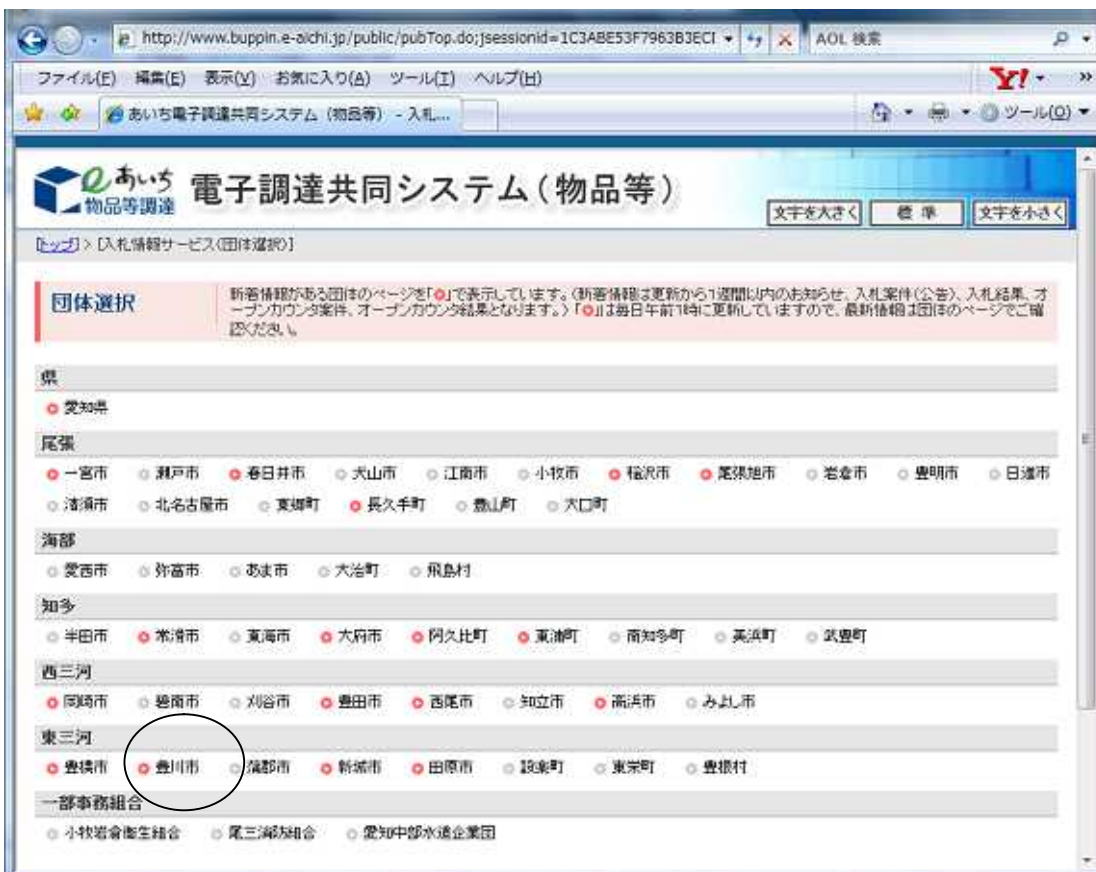 http://www.buppin.e-aichi.jp/public/pubTop.do;jsessionid=1C3ABE53F7963B3ECI
AOL 検索
ファイル(F) 編集(E) 表示(V) お気に入り(A) ツール(T) ヘルプ(H)
Y!
あいち電子調達共同システム（物品等） - 入札...
ツール(O)
eあいち 物品等調達
電子調達共同システム(物品等)
文字を大きく 標準 文字を小さく
[トップ] > [入札情報サービス(団体選択)]
団体選択
新着情報がある団体のページを「」で表示しています。(新着情報は更新から1週間以内のお知らせ、入札案件(公告)、入札結果、オ
ープンカウンタ案件、オープンカウンタ結果となります。)「」は毎日午前1時に更新していますので、最新情報は団体のページでご確
認ください。
県
愛知県
尾張
一宮市 瀬戸市 春日井市 犬山市 江南市 小牧市 稲沢市 尾張旭市 岩倉市 豊明市 日進市
清須市 北名古屋市 東郷町 長久手町 豊山町 大口町
海部
愛西市 弥富市 あま市 大治町 飛島村
知多
半田市 常滑市 東海市 大府市 阿久比町 東浦町 南知多町 美浜町 武豊町
西三河
岡崎市 碧南市 刈谷市 豊田市 西尾市 知立市 高浜市 みよし市
東三河
豊橋市 豊川市 蒲郡市 新城市 田原市 設楽町 東栄町 豊根村
一部事務組合
小牧岩倉衛生組合 尾三消防組合 愛知中部水道企業団